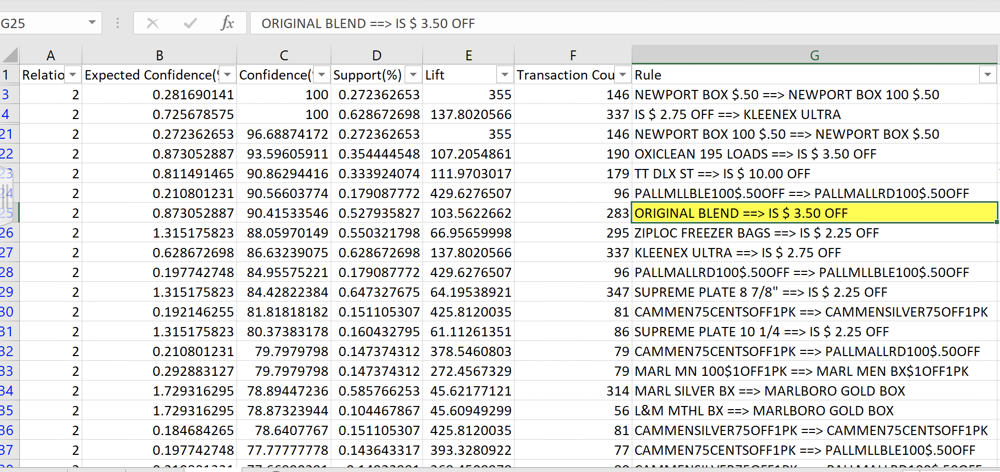 G25 fx ORIGINAL BLEND ==> IS $ 3.50 OFF
A B C D E F G
1 Relatio Expected Confidence(% Confidence(% Support(%) Lift Transaction Cou Rule
3 2 0.281690141 100 0.272362653 355 146 NEWPORT BOX $.50 ==> NEWPORT BOX 100 $.50
4 2 0.725678575 100 0.628672698 137.8020566 337 IS $ 2.75 OFF ==> KLEENEX ULTRA
21 2 0.272362653 96.68874172 0.272362653 355 146 NEWPORT BOX 100 $.50 ==> NEWPORT BOX $.50
22 2 0.873052887 93.59605911 0.354444548 107.2054861 190 OXICLEAN 195 LOADS ==> IS $ 3.50 OFF
23 2 0.811491465 90.86294416 0.333924074 111.9703017 179 TT DLX ST ==> IS $ 10.00 OFF
24 2 0.210801231 90.56603774 0.179087772 429.6276507 96 PALLMLLBLE100$.50OFF ==> PALLMALLRD100$.50OFF
25 2 0.873052887 90.41533546 0.527935827 103.5622662 283 ORIGINAL BLEND ==> IS $ 3.50 OFF
26 2 1.315175823 88.05970149 0.550321798 66.95659998 295 ZIPLOC FREEZER BAGS ==> IS $ 2.25 OFF
27 2 0.628672698 86.63239075 0.628672698 137.8020566 337 KLEENEX ULTRA ==> IS $ 2.75 OFF
28 2 0.197742748 84.95575221 0.179087772 429.6276507 96 PALLMALLRD100$.50OFF ==> PALLMLLBLE100$.50OFF
29 2 1.315175823 84.42822384 0.647327675 64.19538921 347 SUPREME PLATE 8 7/8" ==> IS $ 2.25 OFF
30 2 0.192146255 81.81818182 0.151105307 425.8120035 81 CAMMEN75CENTSOFF1PK ==> CAMMENSILVER75OFF1PK
31 2 1.315175823 80.37383178 0.160432795 61.11261351 86 SUPREME PLATE 10 1/4 ==> IS $ 2.25 OFF
32 2 0.210801231 79.7979798 0.147374312 378.5460803 79 CAMMEN75CENTSOFF1PK ==> PALLMALLRD100$.50OFF
33 2 0.292883127 79.7979798 0.147374312 272.4567329 79 MARL MN 100$1OFF1PK ==> MARL MEN BX$1OFF1PK
34 2 1.729316295 78.89447236 0.585766253 45.62177121 314 MARL SILVER BX ==> MARLBORO GOLD BOX
35 2 1.729316295 78.87323944 0.104467867 45.60949299 56 L&M MTHL BX ==> MARLBORO GOLD BOX
36 2 0.184684265 78.6407767 0.151105307 425.8120035 81 CAMMENSILVER75OFF1PK ==> CAMMEN75CENTSOFF1PK
37 2 0.197742748 77.77777778 0.143643317 393.3280922 77 CAMMEN75CENTSOFF1PK ==> PALLMLLBLE100$.50OFF